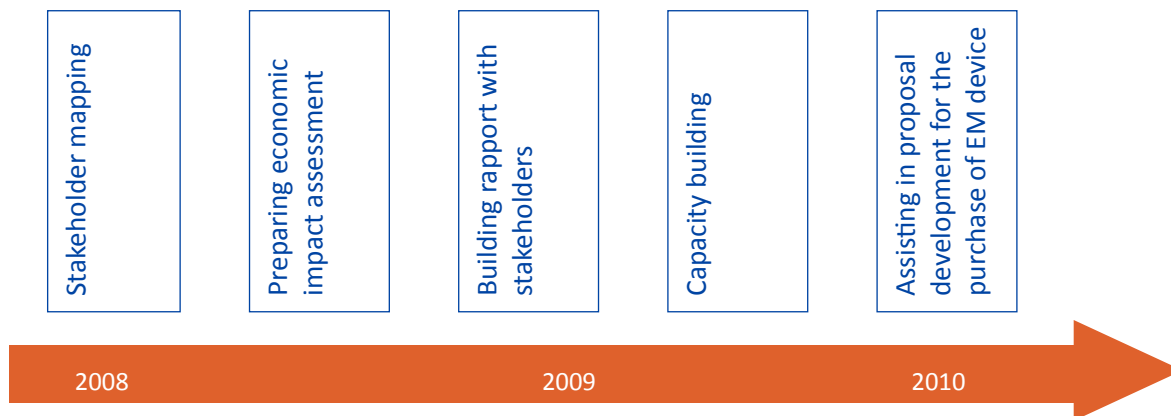 Stakeholder mapping
Preparing economic
impact assessment
Building rapport with
stakeholders
Capacity building
Assisting in proposal
development for the
purchase of EM device
2008
2009
2010